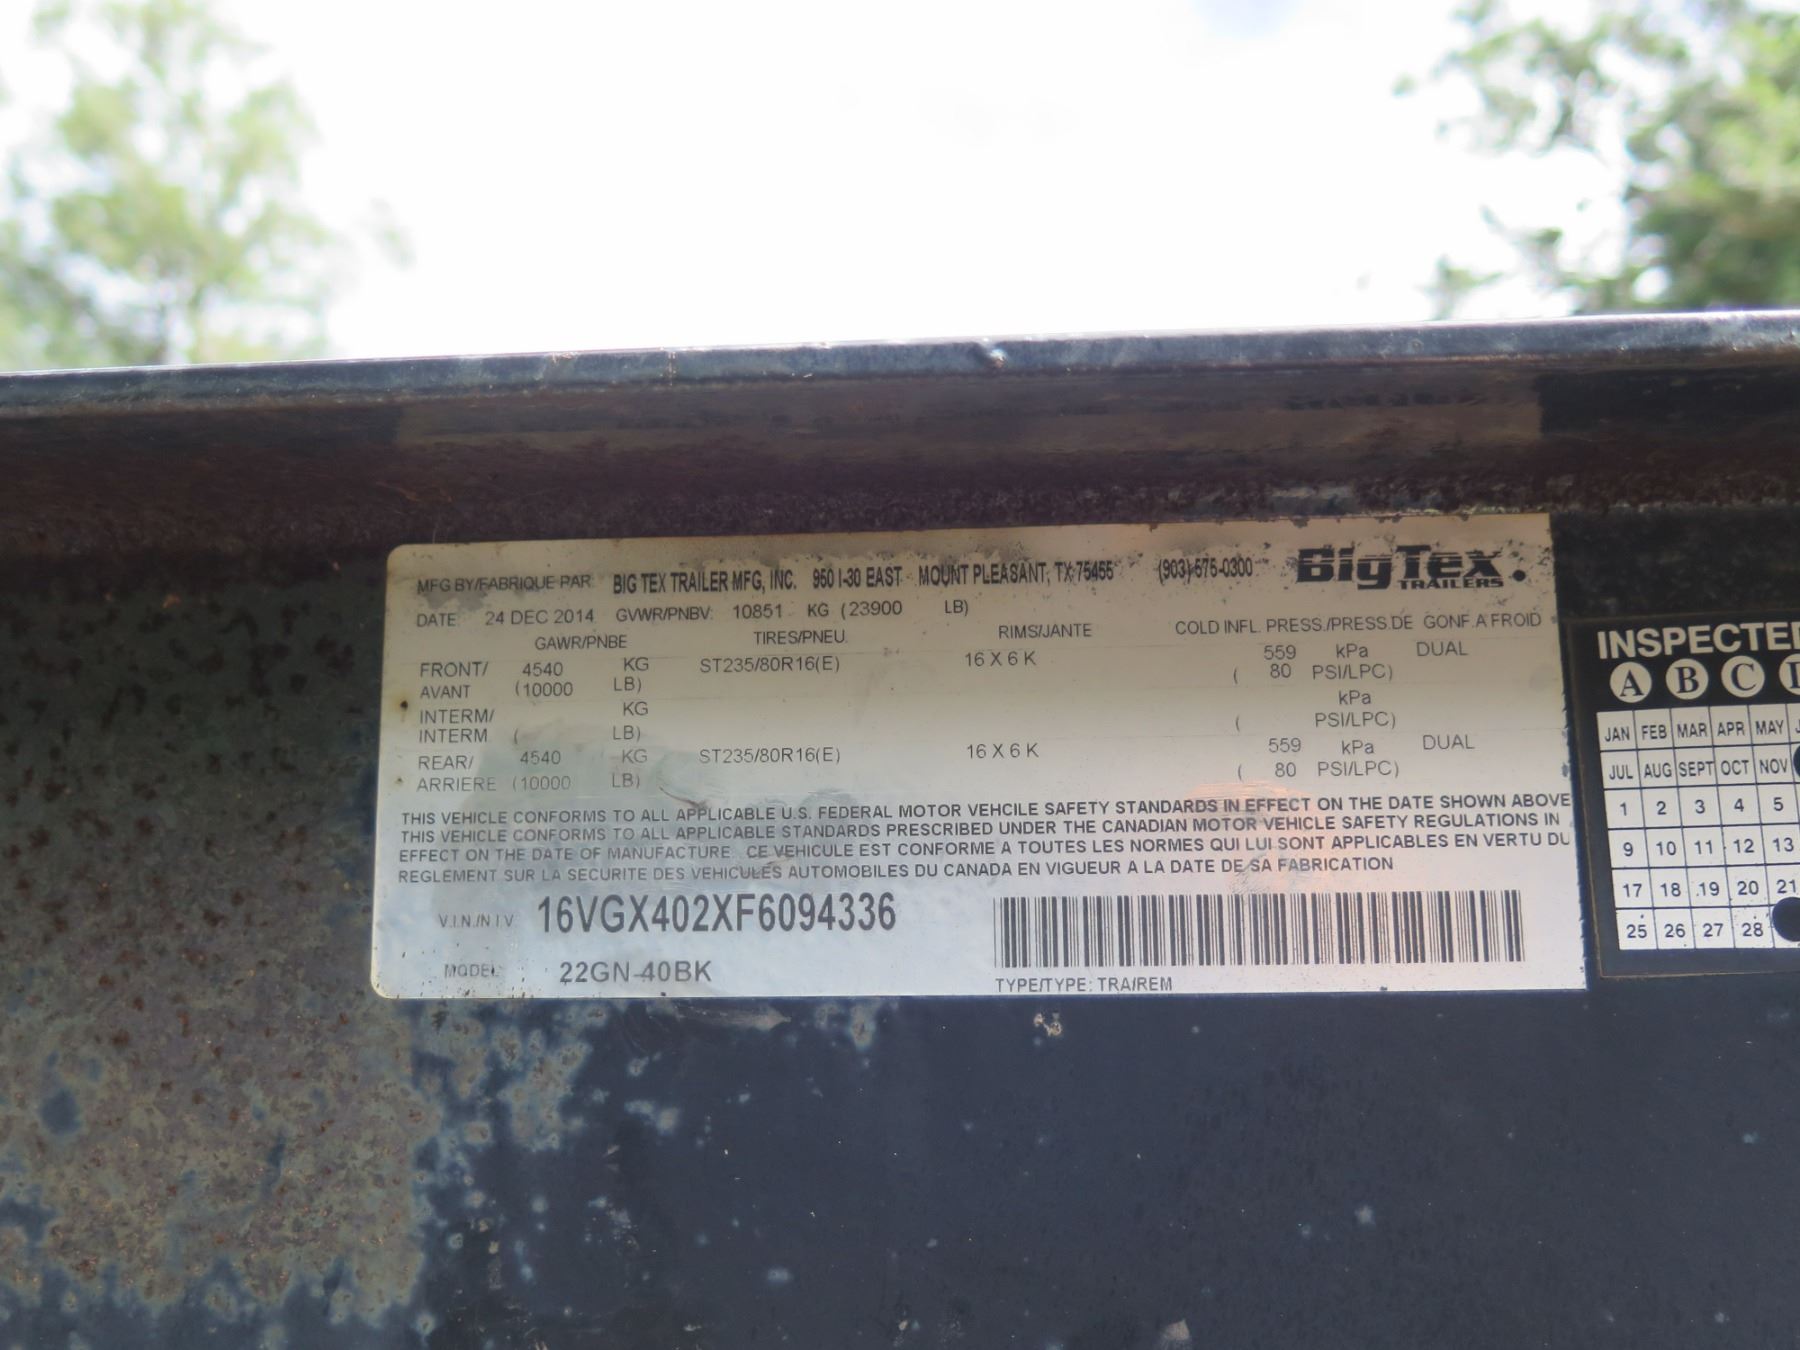 MFG BY/FABRIQUE PAR BIG TEX TRAILER MFG, INC. 950 I-30 EAST MOUNT PLEASANT, TX 75455 (903) 575-0300 BigTex TRAILERS
DATE: 24 DEC 2014 GVWR/PNBV: 10851 KG (23900 LB)
GAWR/PNBE TIRES/PNEU RIMS/JANTE COLD INFL. PRESS./PRESS.DE GONF.A FROID
FRONT/ 4540 KG ST235/80R16(E) 16 X 6 K 559 kPa DUAL
AVANT (10000 LB) ( 80 PSI/LPC)
INTERM/ KG kPa
INTERM ( LB) ( PSI/LPC)
REAR/ 4540 KG ST235/80R16(E) 16 X 6 K 559 kPa DUAL
ARRIERE (10000 LB) ( 80 PSI/LPC)
THIS VEHICLE CONFORMS TO ALL APPLICABLE U.S. FEDERAL MOTOR VEHCILE SAFETY STANDARDS IN EFFECT ON THE DATE SHOWN ABOVE
THIS VEHICLE CONFORMS TO ALL APPLICABLE STANDARDS PRESCRIBED UNDER THE CANADIAN MOTOR VEHICLE SAFETY REGULATIONS IN
EFFECT ON THE DATE OF MANUFACTURE. CE VEHICULE EST CONFORME A TOUTES LES NORMES QUI LUI SONT APPLICABLES EN VERTU DU
REGLEMENT SUR LA SECURITE DES VEHICULES AUTOMOBILES DU CANADA EN VIGUEUR A LA DATE DE SA FABRICATION
V.I.N./N I V 16VGX402XF6094336
MODEL: 22GN-40BK
TYPE/TYPE: TRA/REM
INSPECTE
A B C
JAN FEB MAR APR MAY
JUL AUG SEPT OCT NOV
1 2 3 4 5
9 10 11 12 13
17 18 19 20 21
25 26 27 28